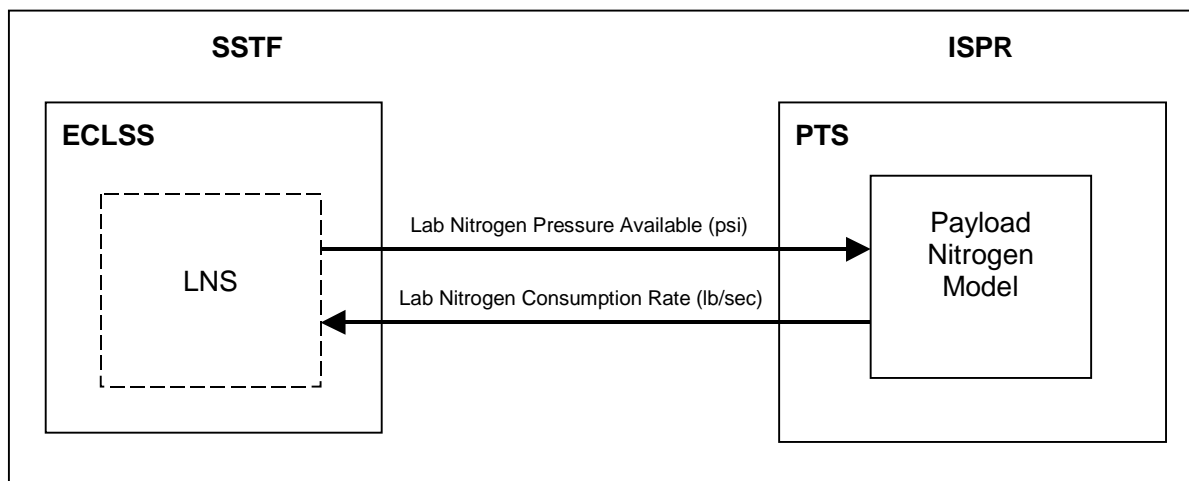 SSTF
ISPR
ECLSS
PTS
LNS
Lab Nitrogen Pressure Available (psi)
Lab Nitrogen Consumption Rate (lb/sec)
Payload
Nitrogen
Model